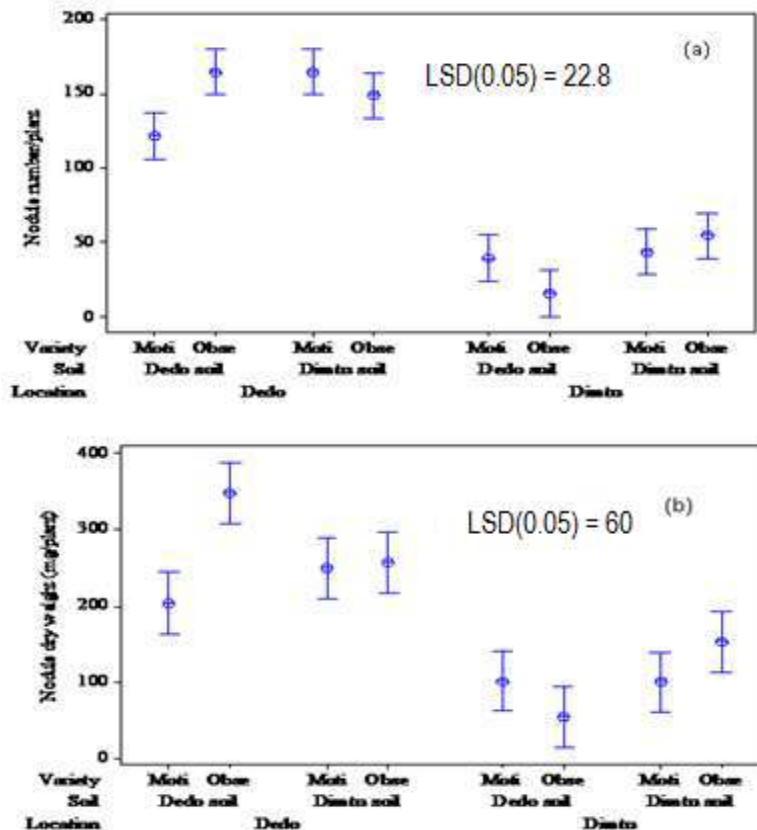 (a)
LSD(0.05) = 22.8
Nodule number/plant
200
150
100
50
0
Variety Moti Obse Moti Obse Moti Obse Moti Obse
Soil Dedo soil Dimtu soil Dedo soil Dimtu soil
Location Dedo Dimtu
(b)
LSD(0.05) = 60
Nodule dry weight (mg/plant)
400
300
200
100
0
Variety Moti Obse Moti Obse Moti Obse Moti Obse
Soil Dedo soil Dimtu soil Dedo soil Dimtu soil
Location Dedo Dimtu